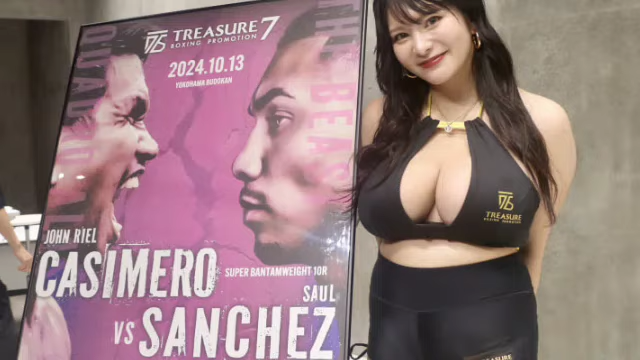 TREASURE 7
BOXING PROMOTION
2024.10.13
YOKOHAMA BUDOKAN
JOHN RIEL
CASIMERO
SUPER BANTAMWEIGHT 10R
SAUL
VS SANCHEZ
TREASURE
BOXING PROMOTION